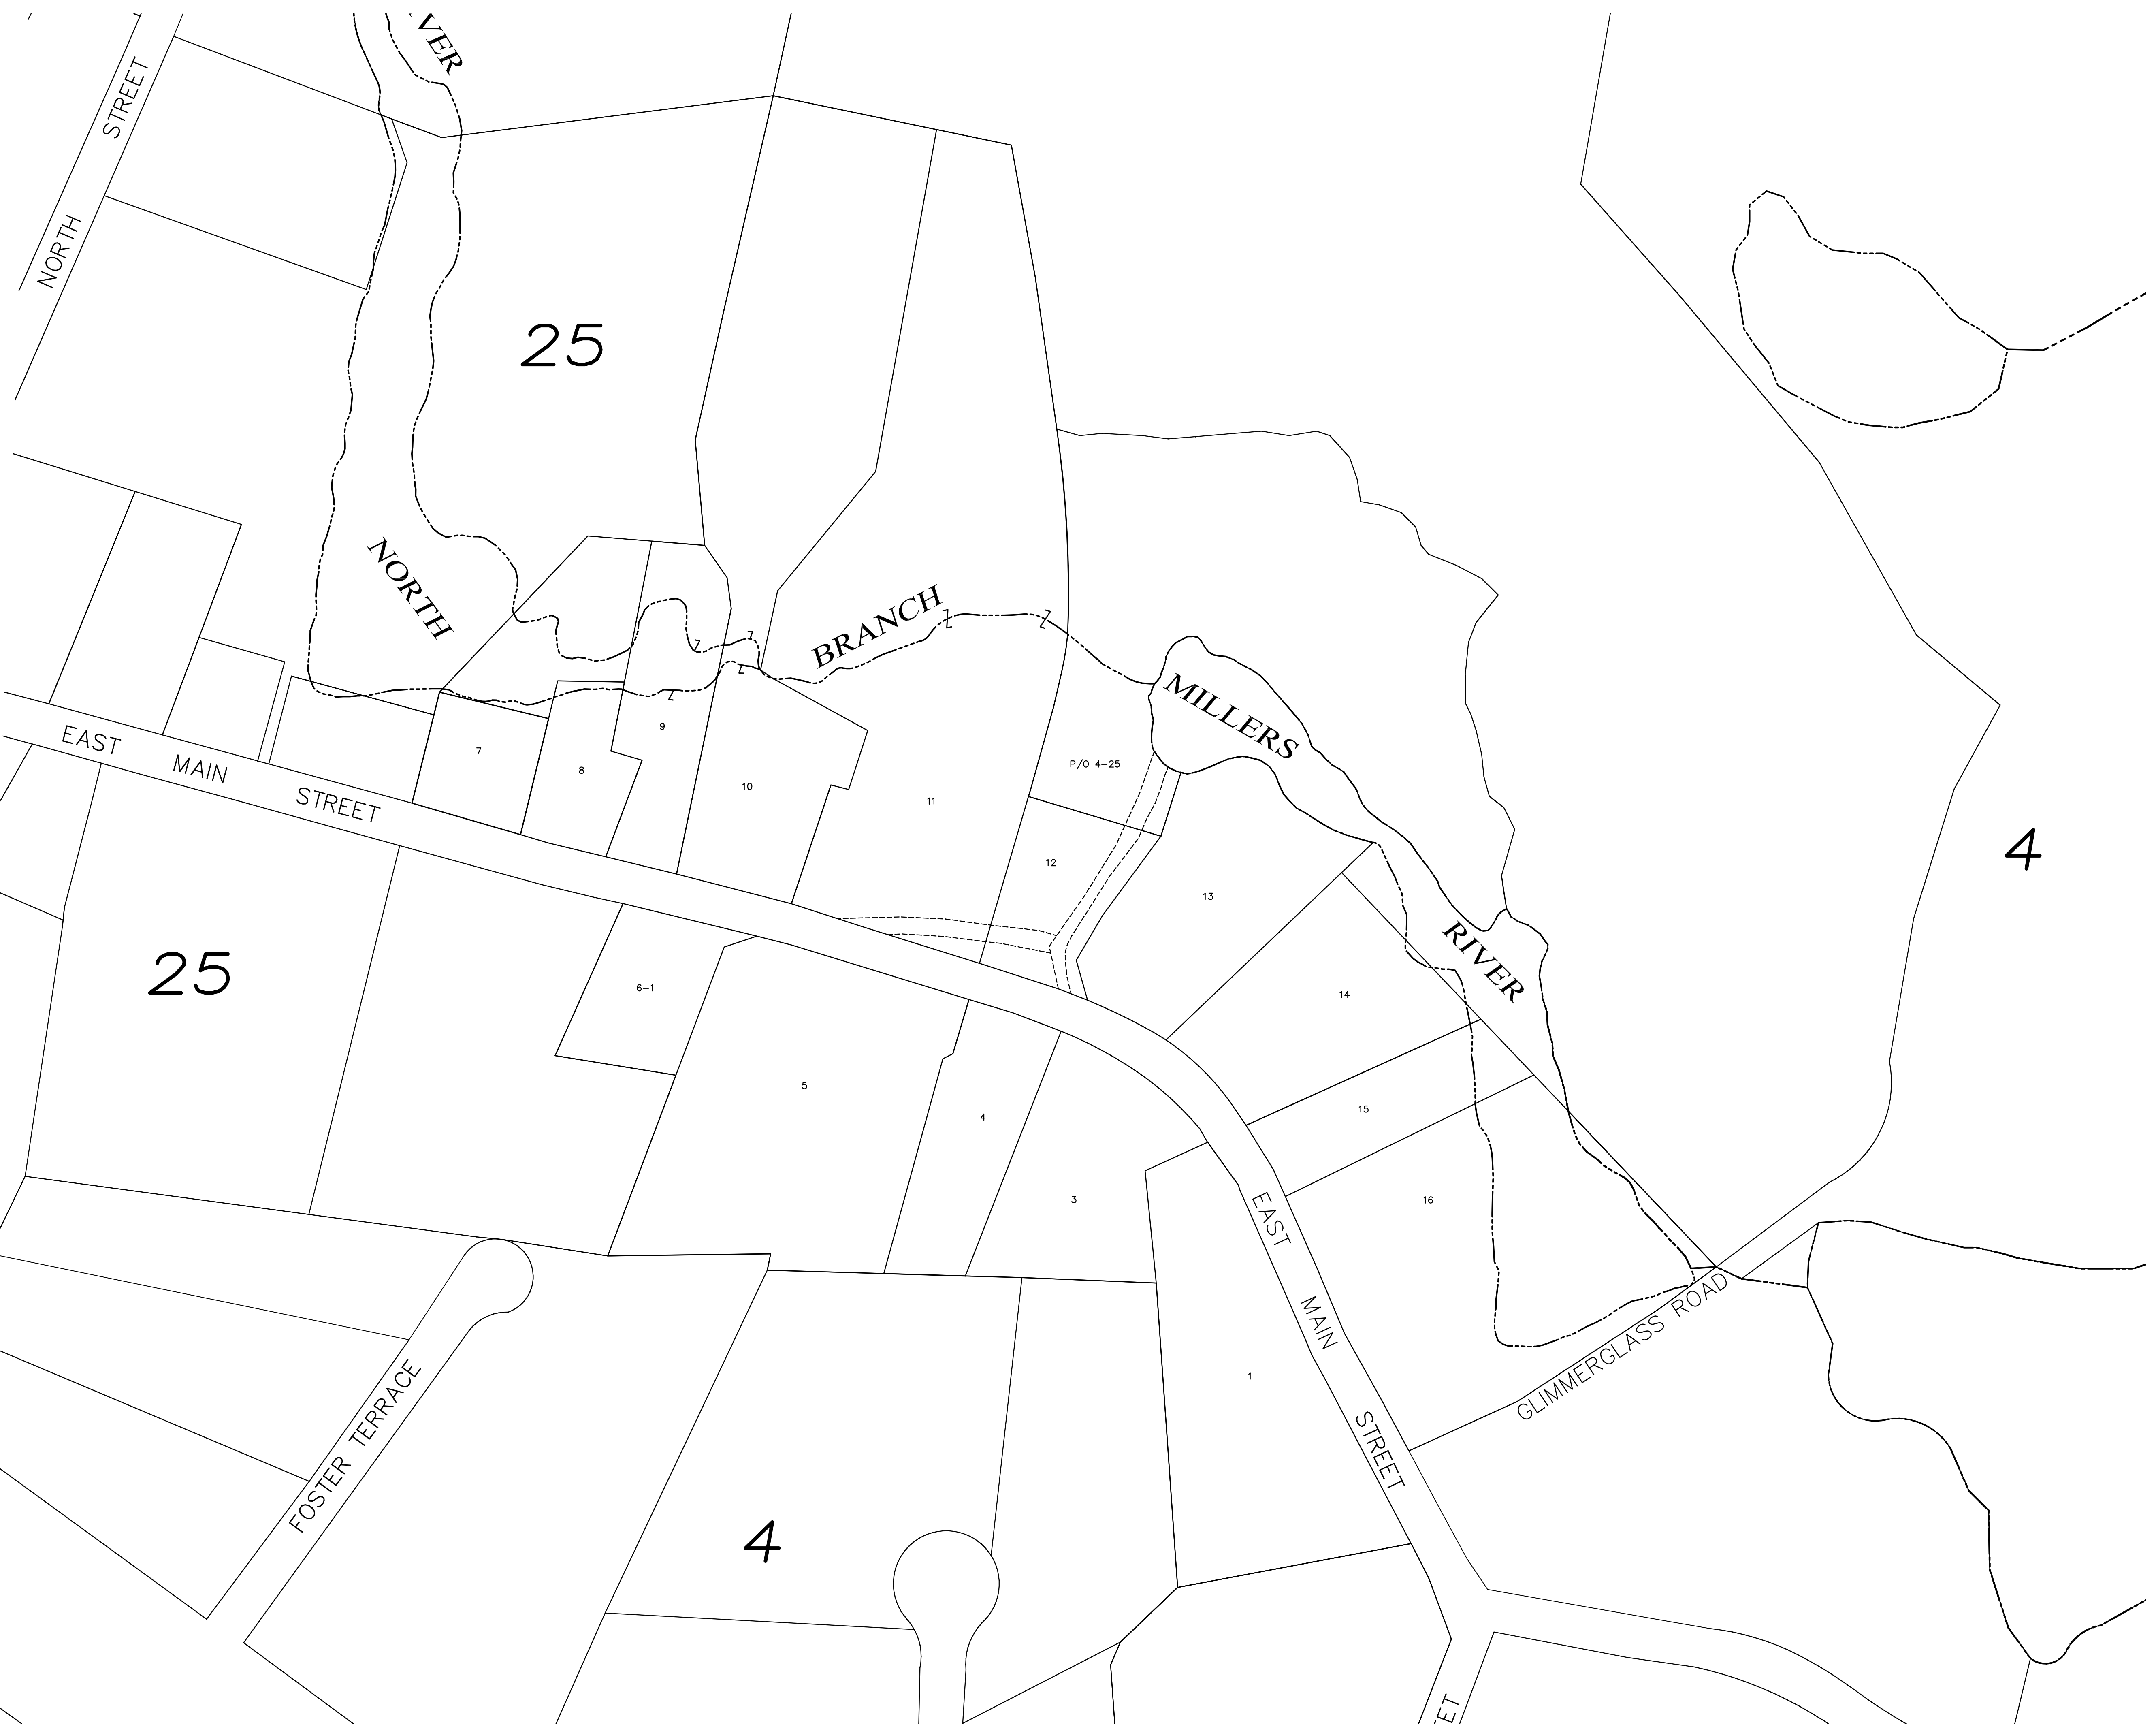 VER
NORTH STREET
25
NORTH
BRANCH
MILLERS
RIVER
4
EAST MAIN STREET
7
8
9
10
11
P/O 4-25
12
13
14
15
16
25
6-1
5
4
3
1
EAST MAIN STREET
GLIMMERGLASS ROAD
FOSTER TERRACE
4
ET